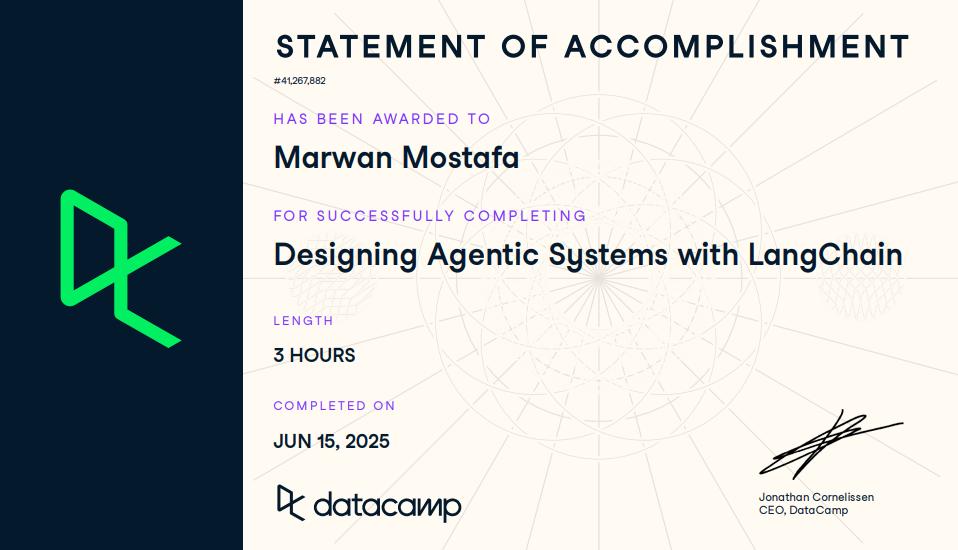 STATEMENT OF ACCOMPLISHMENT
#41,267,882
HAS BEEN AWARDED TO
Marwan Mostafa
FOR SUCCESSFULLY COMPLETING
Designing Agentic Systems with LangChain
LENGTH
3 HOURS
COMPLETED ON
JUN 15, 2025
datacamp
Jonathan Cornelissen
CEO, DataCamp